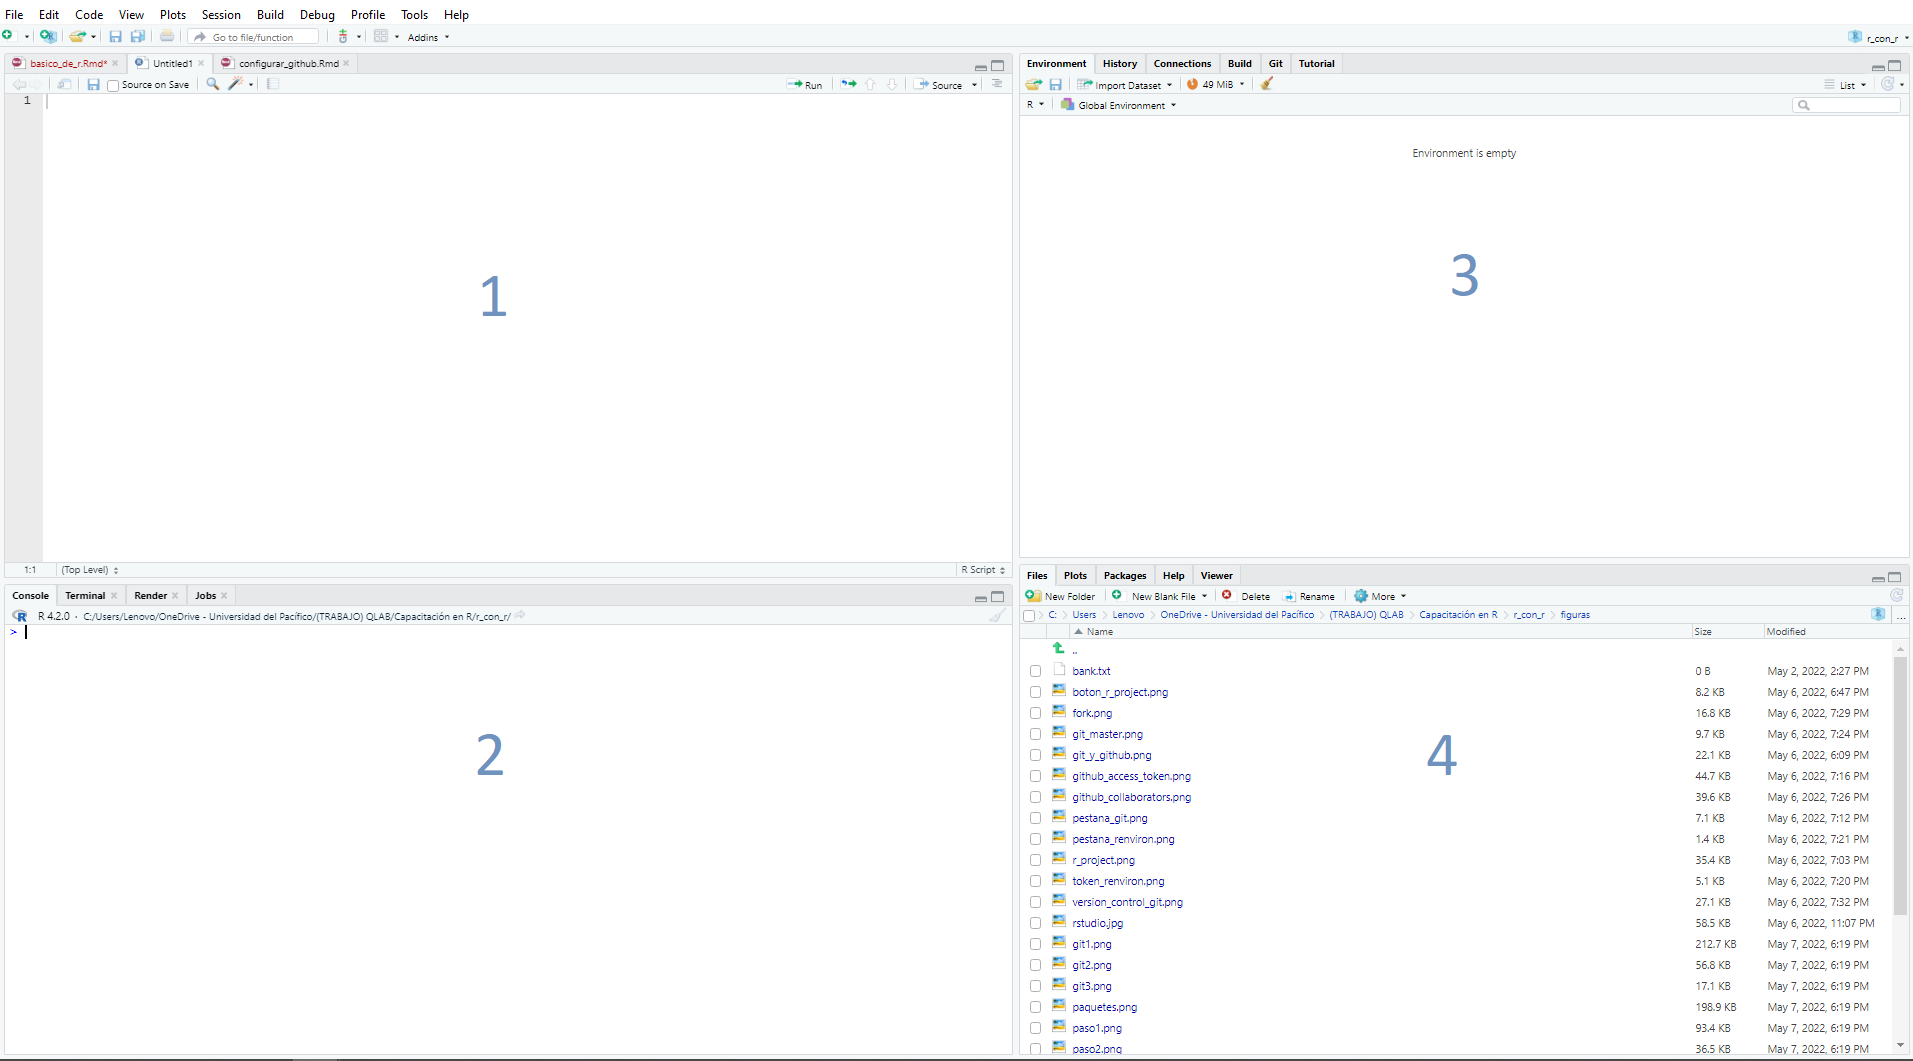 File Edit Code View Plots Session Build Debug Profile Tools Help
Go to file/function Addins r_con_r
basico_de_r.Rmd* Untitled1 configurar_github.Rmd
Source on Save Run Source
1
1
1:1 (Top Level) R Script
Console Terminal Render Jobs
R 4.2.0 · C:/Users/Lenovo/OneDrive - Universidad del Pacífico/(TRABAJO) QLAB/Capacitación en R/r_con_r/
>
2
Environment History Connections Build Git Tutorial
Import Dataset 49 MiB List
R Global Environment
Environment is empty
3
Files Plots Packages Help Viewer
New Folder New Blank File Delete Rename More
C: Users Lenovo OneDrive - Universidad del Pacífico (TRABAJO) QLAB Capacitación en R r_con_r figuras ...
Name Size Modified
..
bank.txt 0 B May 2, 2022, 2:27 PM
boton_r_project.png 8.2 KB May 6, 2022, 6:47 PM
fork.png 16.8 KB May 6, 2022, 7:29 PM
git_master.png 9.7 KB May 6, 2022, 7:24 PM
git_y_github.png 22.1 KB May 6, 2022, 6:09 PM
4
github_access_token.png 44.7 KB May 6, 2022, 7:16 PM
github_collaborators.png 39.6 KB May 6, 2022, 7:26 PM
pestana_git.png 7.1 KB May 6, 2022, 7:12 PM
pestana_renviron.png 1.4 KB May 6, 2022, 7:21 PM
r_project.png 35.4 KB May 6, 2022, 7:03 PM
token_renviron.png 5.1 KB May 6, 2022, 7:20 PM
version_control_git.png 27.1 KB May 6, 2022, 7:32 PM
rstudio.jpg 58.5 KB May 6, 2022, 11:07 PM
git1.png 212.7 KB May 7, 2022, 6:19 PM
git2.png 56.8 KB May 7, 2022, 6:19 PM
git3.png 17.1 KB May 7, 2022, 6:19 PM
paquetes.png 198.9 KB May 7, 2022, 6:19 PM
paso1.png 93.4 KB May 7, 2022, 6:19 PM
paso2.png 36.5 KB May 7, 2022, 6:19 PM